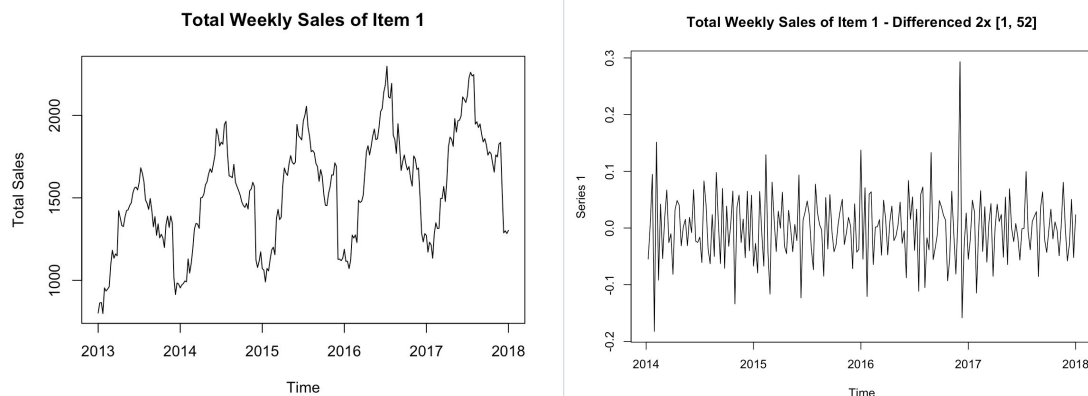 Total Weekly Sales of Item 1
Total Sales
2000
1500
1000
2013 2014 2015 2016 2017 2018
Time
Total Weekly Sales of Item 1 - Differenced 2x [1, 52]
Series 1
0.3
0.2
0.1
0.0
-0.1
-0.2
2014 2015 2016 2017 2018
Time